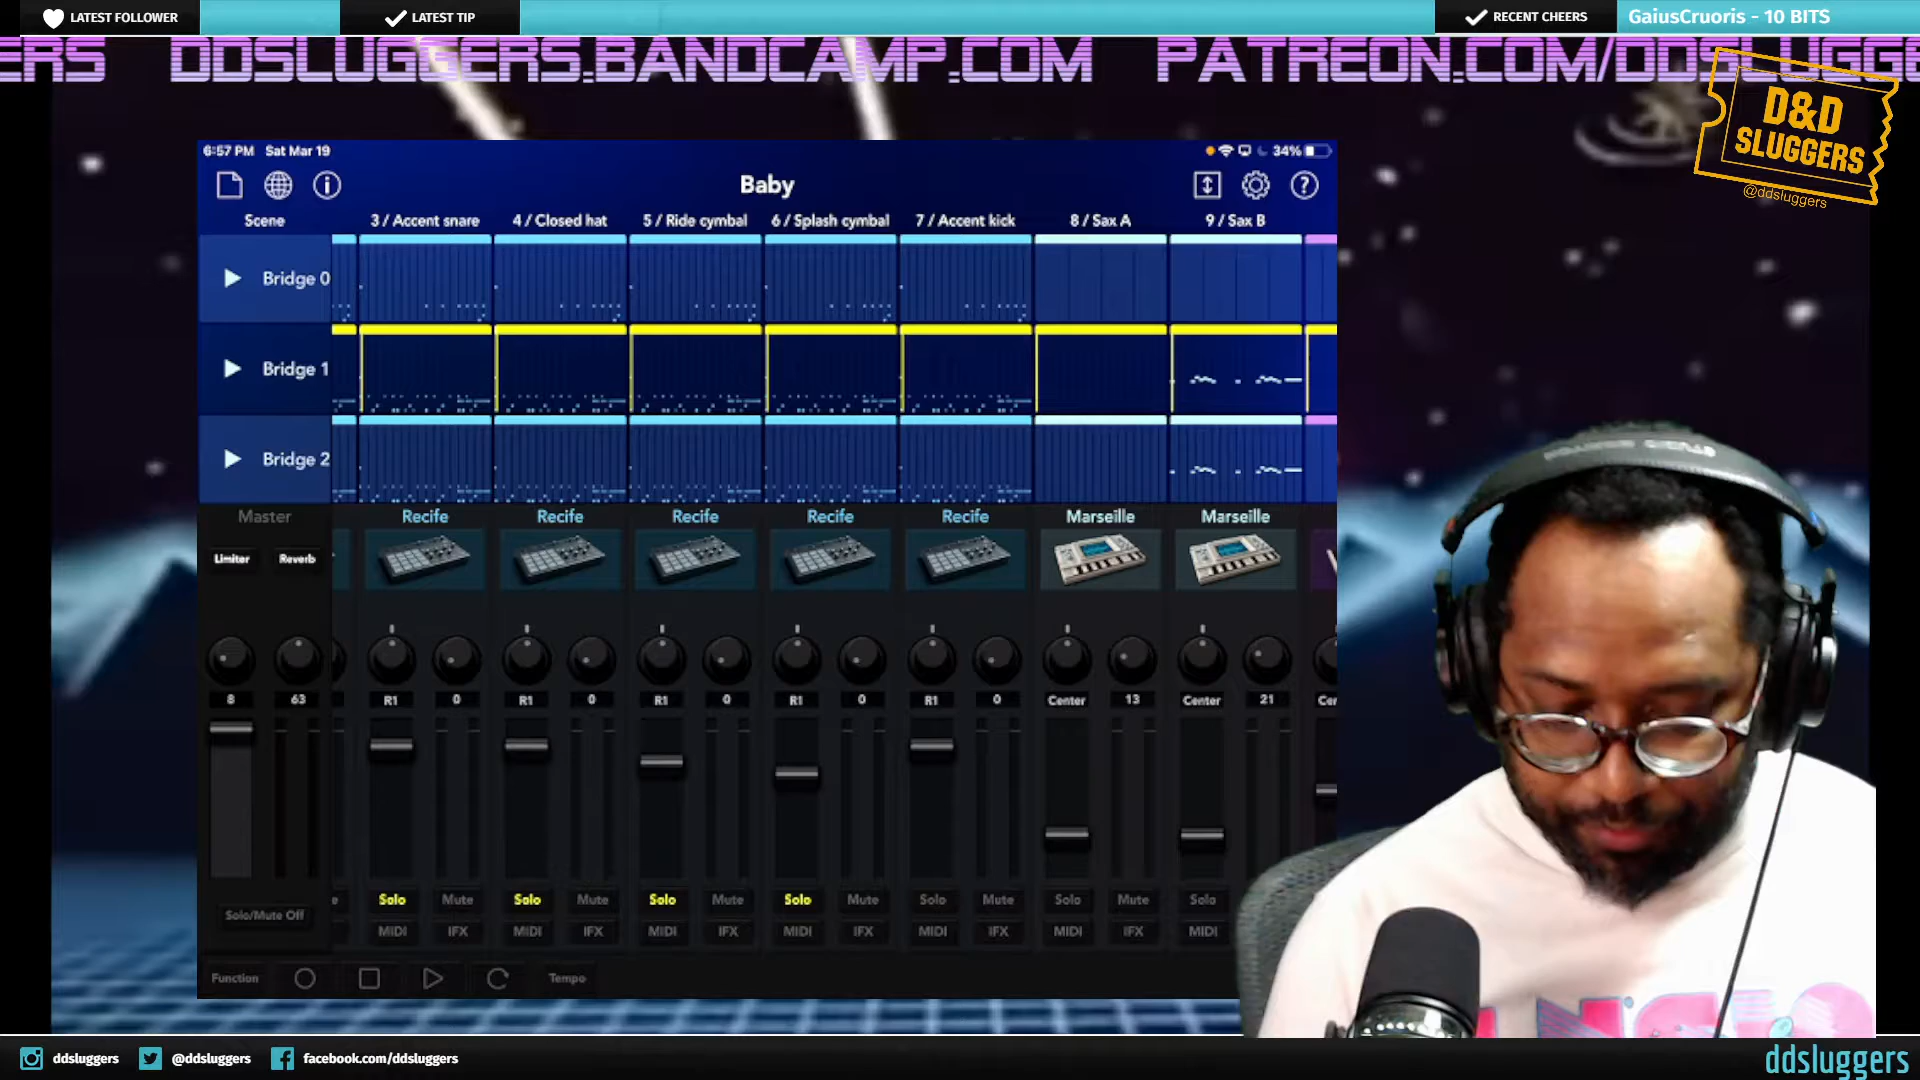 LATEST FOLLOWER
LATEST TIP
RECENT CHEERS
GaiusCruoris - 10 BITS
ERS DDSLUGGERS.BANDCAMP.COM PATREON.COM/DDSLUGGE
D&D
SLUGGERS
@ddsluggers
6:57 PM Sat Mar 19
34%
Baby
Scene
3 / Accent snare
4 / Closed hat
5 / Ride cymbal
6 / Splash cymbal
7 / Accent kick
8 / Sax A
9 / Sax B
Bridge 0
Bridge 1
Bridge 2
Master
Recife
Recife
Recife
Recife
Recife
Marseille
Marseille
Limiter
Reverb
8
63
R1
0
R1
0
R1
0
R1
0
R1
0
Center
13
Center
21
Cer
Solo
Mute
Solo
Mute
Solo
Mute
Solo
Mute
Solo
Mute
Solo
Mute
Solo
Solo/Mute Off
MIDI
IFX
MIDI
IFX
MIDI
IFX
MIDI
IFX
MIDI
IFX
MIDI
IFX
MIDI
Function
Tempo
ddsluggers
@ddsluggers
facebook.com/ddsluggers
ddsluggers